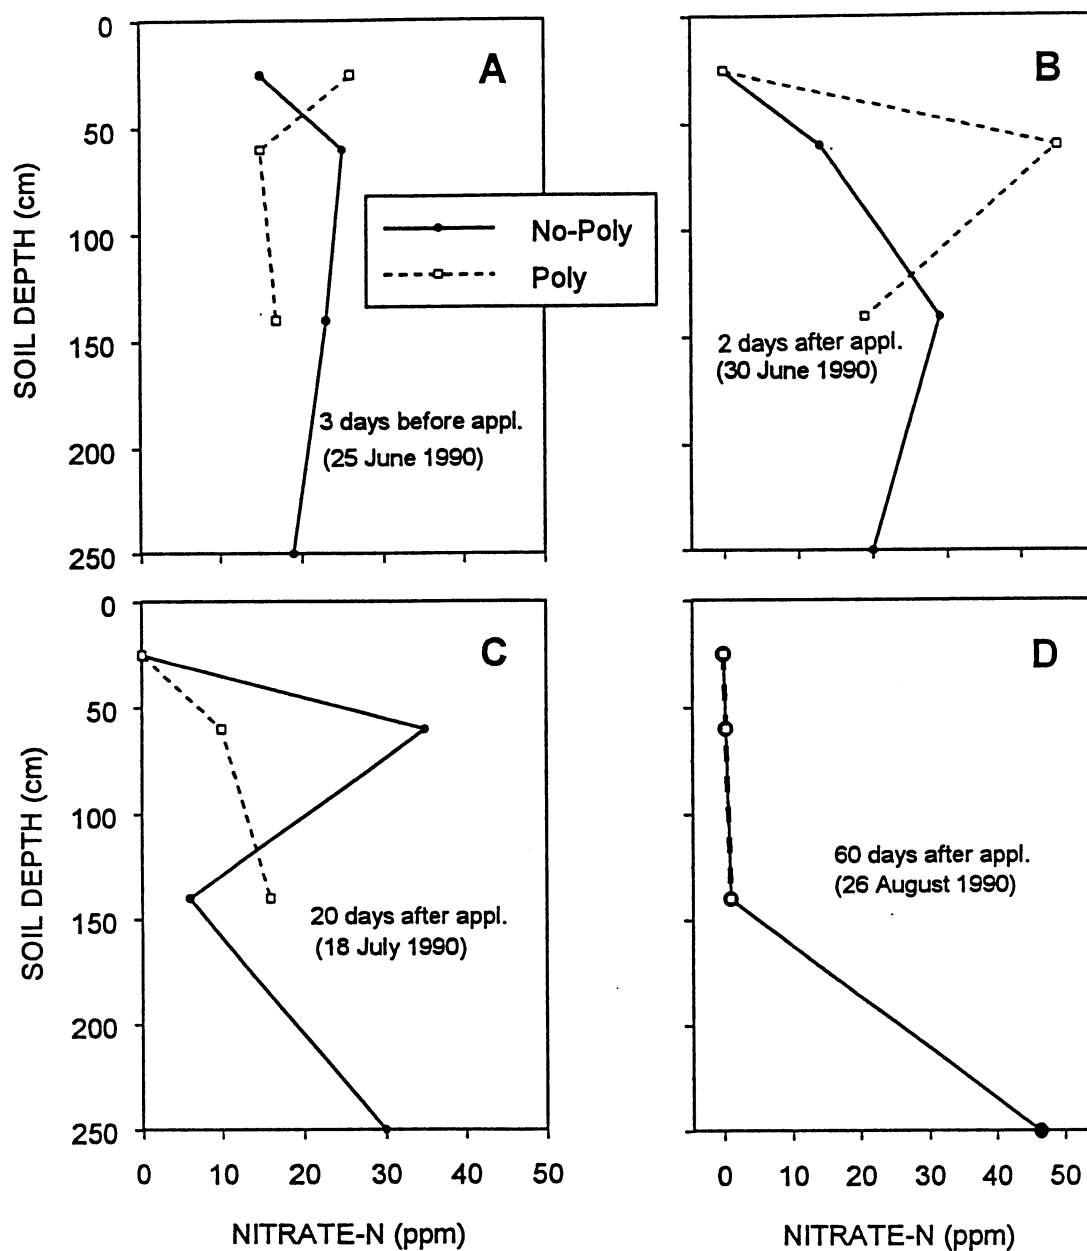 A
B
0
50
100
150
200
250
SOIL DEPTH (cm)
No-Poly
Poly
3 days before appl.
(25 June 1990)
2 days after appl.
(30 June 1990)
C
D
0
50
100
150
200
250
SOIL DEPTH (cm)
20 days after appl.
(18 July 1990)
60 days after appl.
(26 August 1990)
0 10 20 30 40 50
0 10 20 30 40 50
NITRATE-N (ppm)
NITRATE-N (ppm)